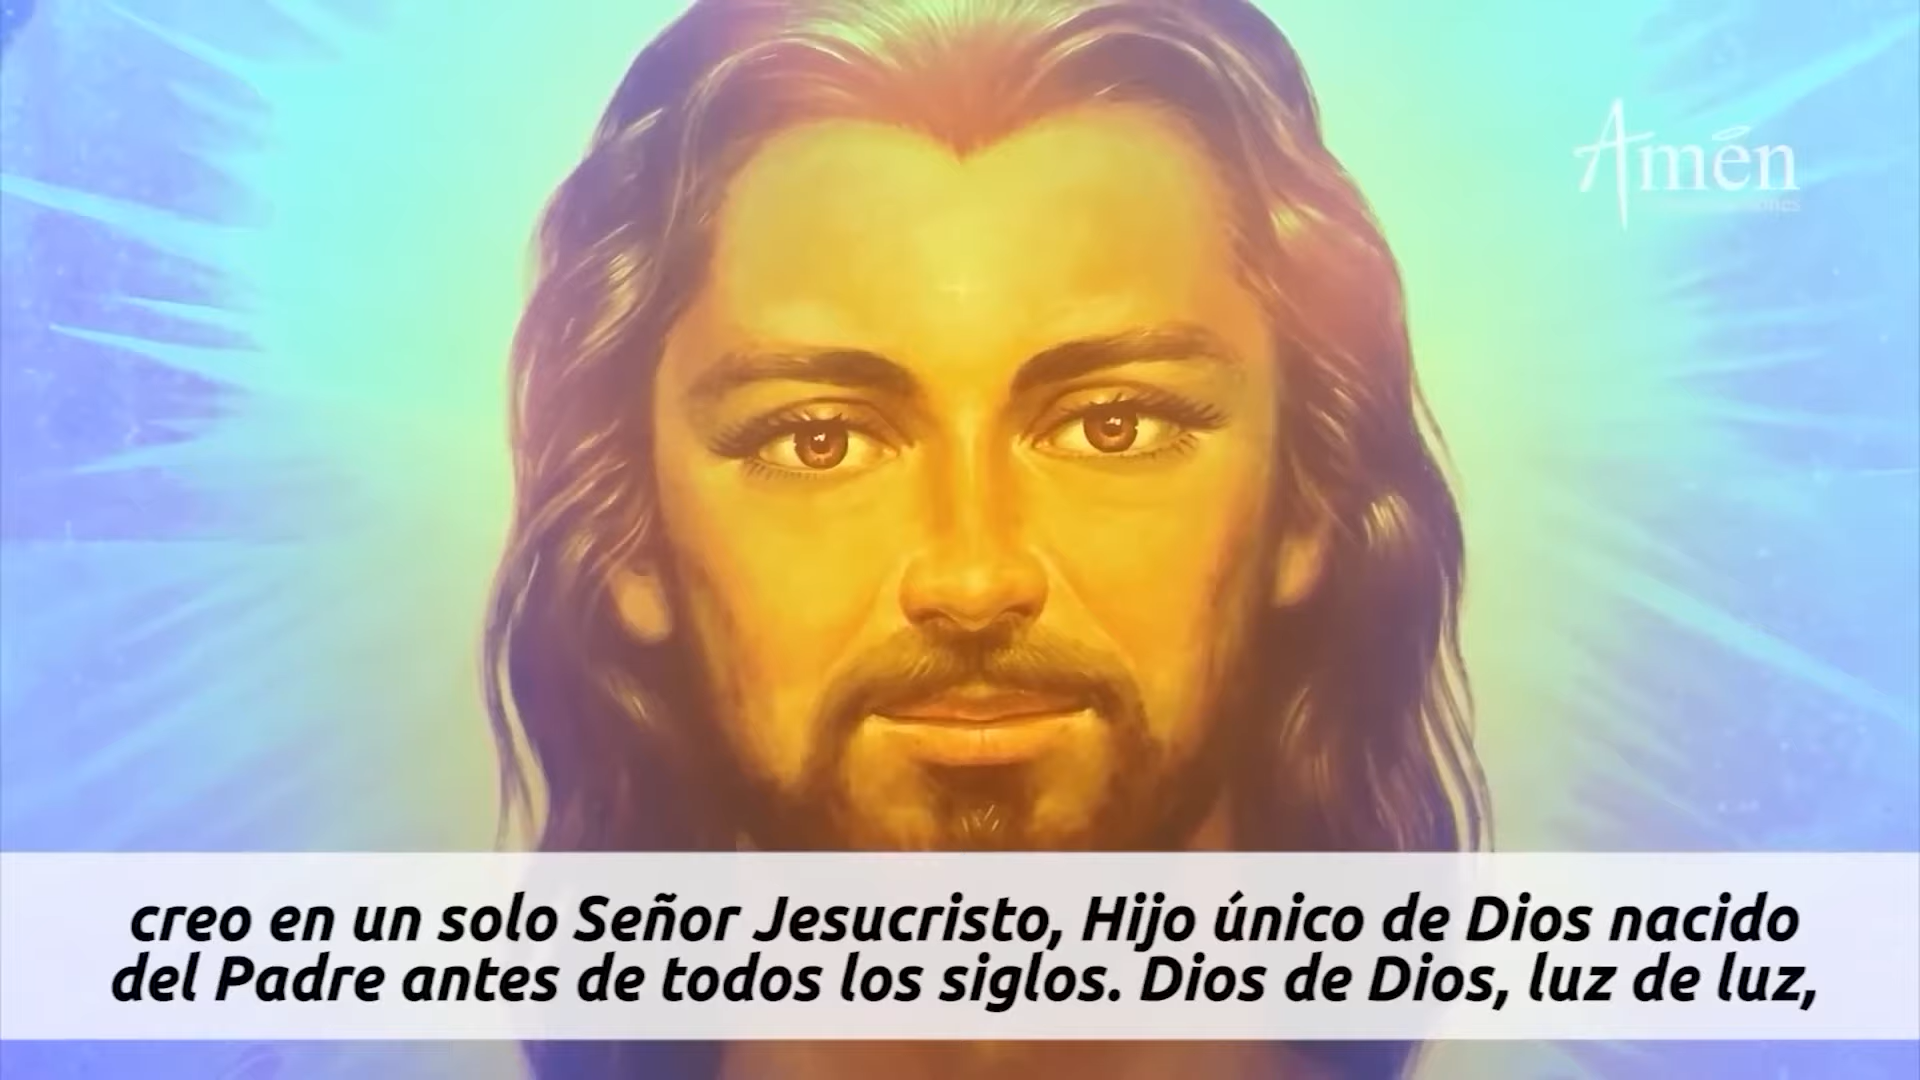 Amén
creo en un solo Señor Jesucristo, Hijo único de Dios nacido
del Padre antes de todos los siglos. Dios de Dios, luz de luz,